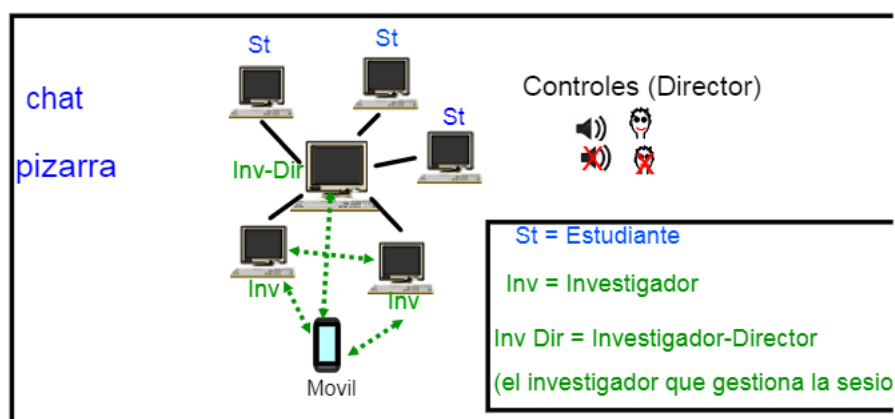 St
St
chat
Controles (Director)
St
pizarra
Inv-Dir
St = Estudiante
Inv = Investigador
Inv
Inv
Inv Dir = Investigador-Director
Movil
(el investigador que gestiona la sesio